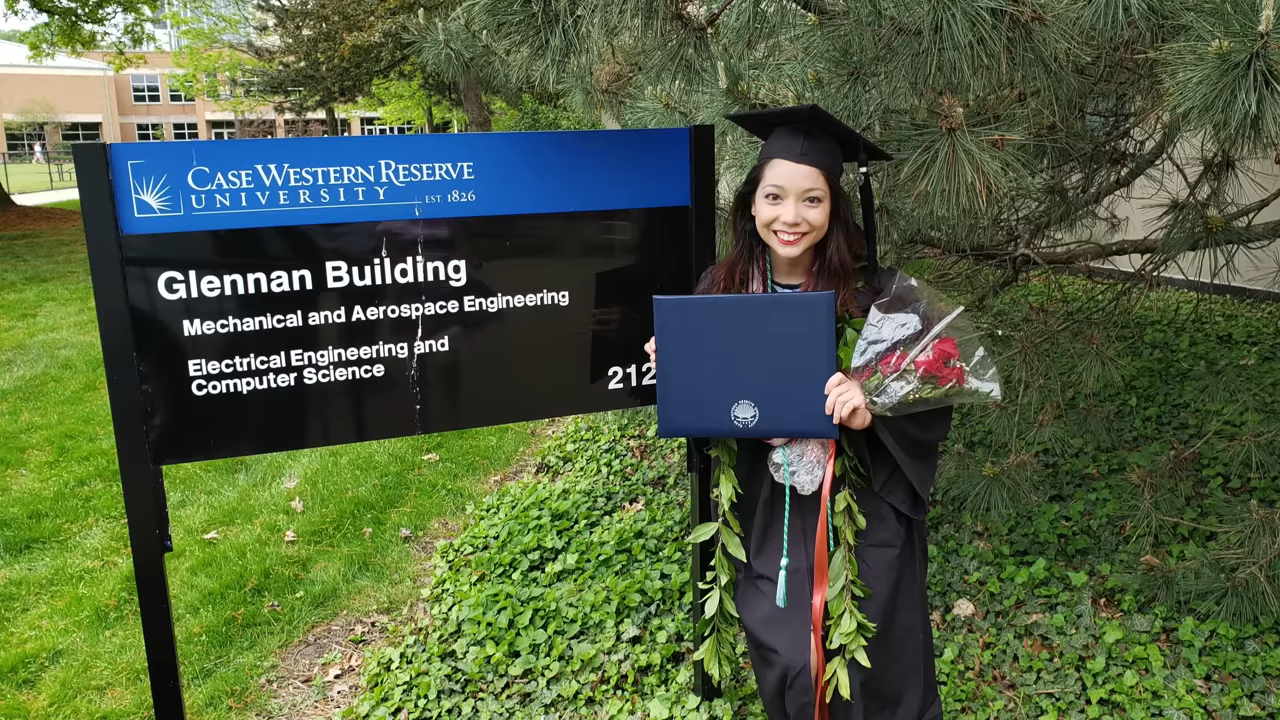 CASE WESTERN RESERVE
UNIVERSITY EST. 1826
Glennan Building
Mechanical and Aerospace Engineering
Electrical Engineering and
Computer Science
212